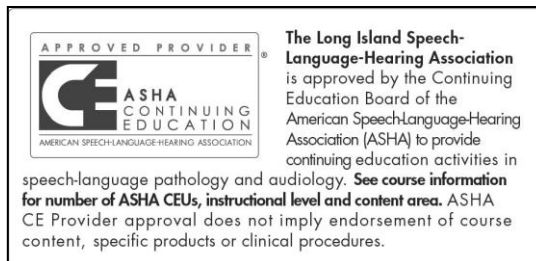 APPROVED PROVIDER
®
CE
ASHA
CONTINUING
EDUCATION
AMERICAN SPEECH-LANGUAGE-HEARING ASSOCIATION
The Long Island Speech-
Language-Hearing Association
is approved by the Continuing
Education Board of the
American Speech-Language-Hearing
Association (ASHA) to provide
continuing education activities in
speech-language pathology and audiology. See course information
for number of ASHA CEUs, instructional level and content area. ASHA
CE Provider approval does not imply endorsement of course
content, specific products or clinical procedures.